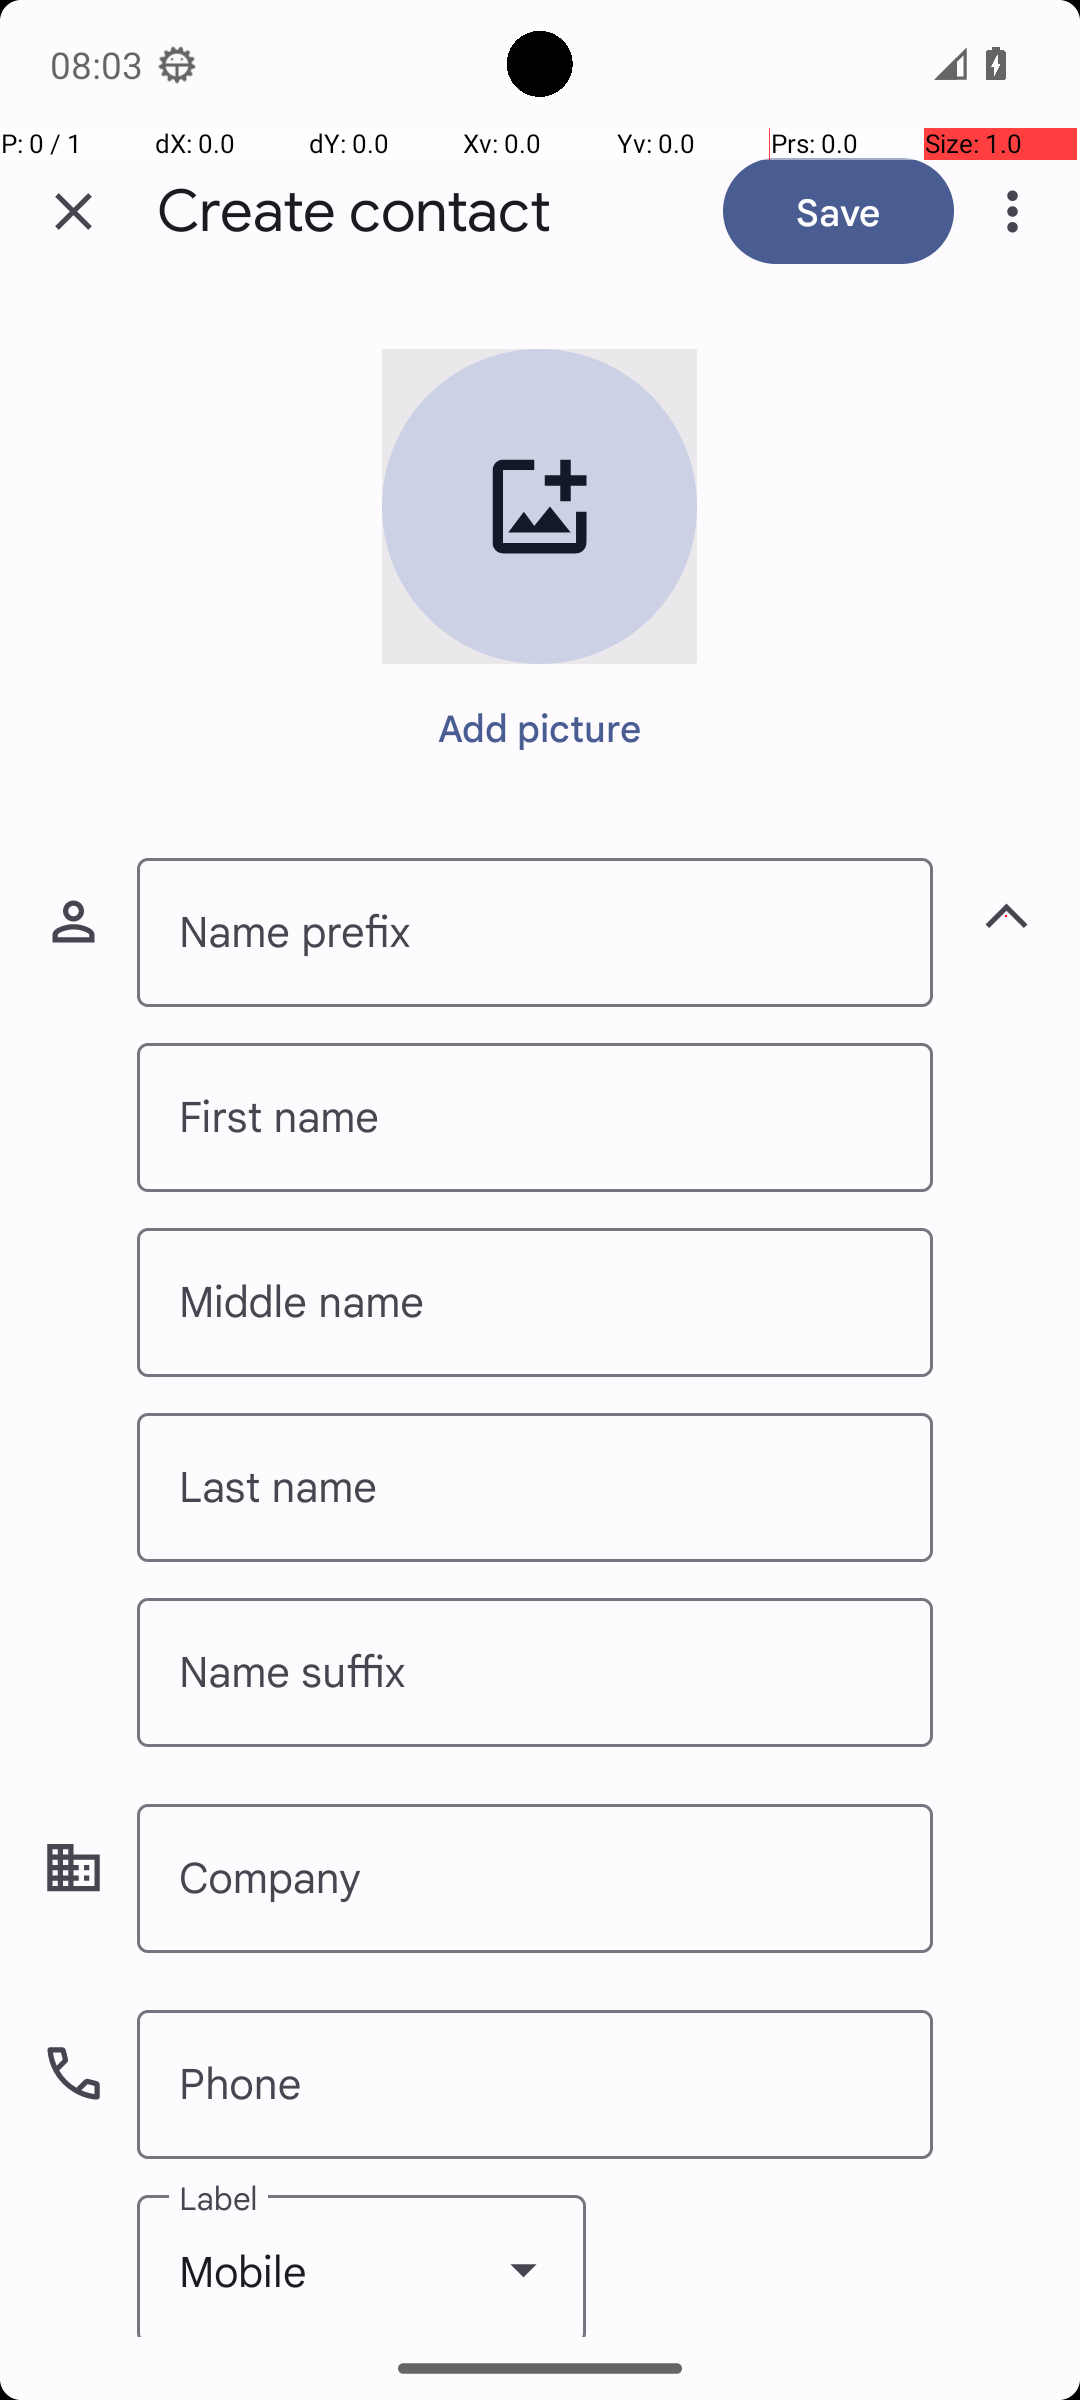 08:03
P: 0 / 1 dX: 0.0 dY: 0.0 Xv: 0.0 Yv: 0.0 Prs: 0.0 Size: 1.0
Create contact Save
Add picture
Name prefix
First name
Middle name
Last name
Name suffix
Company
Phone
Label
Mobile